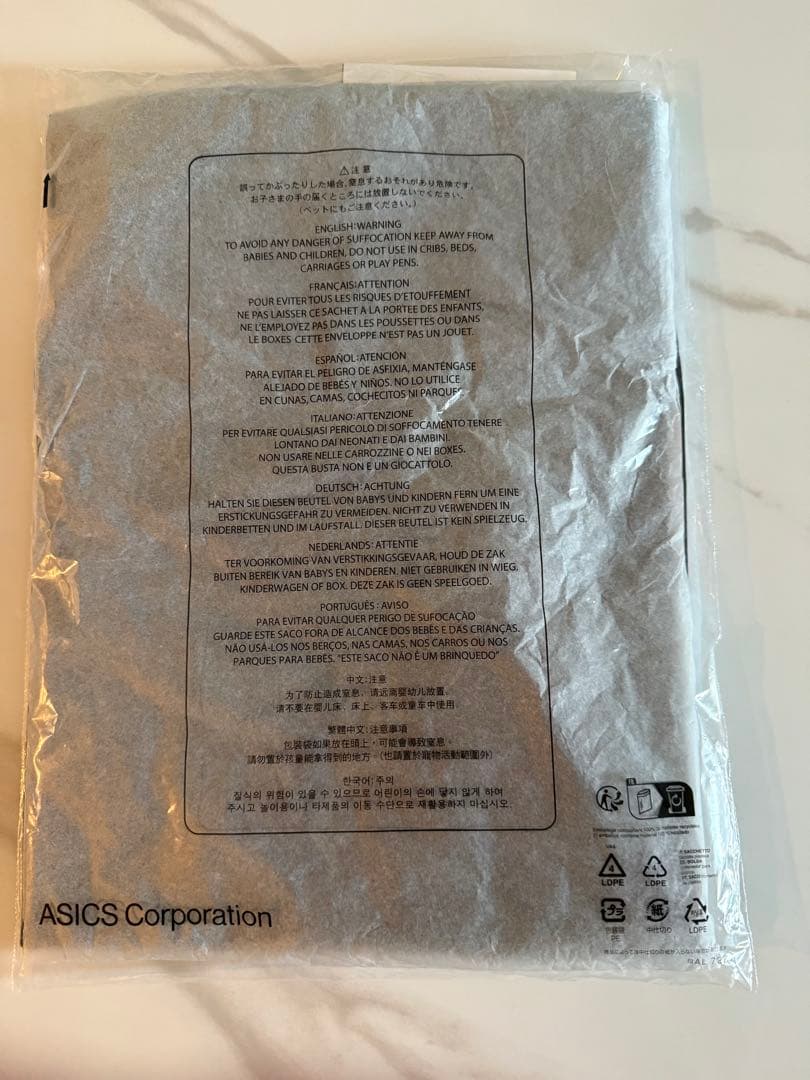 ⚠注意
誤ってかぶったりした場合、窒息するおそれがあり危険です。
お子さまの手の届くところには放置しないでください。
(ペットにもご注意ください。)
ENGLISH:WARNING
TO AVOID ANY DANGER OF SUFFOCATION KEEP AWAY FROM
BABIES AND CHILDREN, DO NOT USE IN CRIBS, BEDS,
CARRIAGES OR PLAY PENS.
FRANÇAIS:ATTENTION
POUR EVITER TOUS LES RISQUES D'ETOUFFEMENT
NE PAS LAISSER CE SACHET A LA PORTEE DES ENFANTS,
NE L'EMPLOYEZ PAS DANS LES POUSSETTES OU DANS
LE BOXES CETTE ENVELOPPE N'EST PAS UN JOUET.
ESPAÑOL:ATENCIÓN
PARA EVITAR EL PELIGRO DE ASFIXIA, MANTÉNGASE
ALEJADO DE BEBÉS Y NIÑOS. NO LO UTILICE
EN CUNAS, CAMAS, COCHECITOS NI PARQUES
ITALIANO:ATTENZIONE
PER EVITARE QUALSIASI PERICOLO DI SOFFOCAMENTO TENERE
LONTANO DAI NEONATI E DAI BAMBINI.
NON USARE NELLE CARROZZINE O NEI BOXES.
QUESTA BUSTA NON E UN GIOCATTOLO.
DEUTSCH: ACHTUNG
HALTEN SIE DIESEN BEUTEL VON BABYS UND KINDERN FERN UM EINE
ERSTICKUNGSGEFAHR ZU VERMEIDEN. NICHT ZU VERWENDEN IN
KINDERBETTEN UND IM LAUFSTALL. DIESER BEUTEL IST KEIN SPIELZEUG.
NEDERLANDS: ATTENTIE
TER VOORKOMING VAN VERSTIKKINGSGEVAAR, HOUD DE ZAK
BUITEN BEREIK VAN BABYS EN KINDEREN. NIET GEBRUIKEN IN WIEG,
KINDERWAGEN OF BOX. DEZE ZAK IS GEEN SPEELGOED.
PORTUGUÊS: AVISO
PARA EVITAR QUALQUER PERIGO DE SUFOCAÇÃO
GUARDE ESTE SACO FORA DE ALCANCE DOS BEBÊS E DAS CRIANÇAS.
NÃO USÁ-LOS NOS BERÇOS, NAS CAMAS, NOS CARROS OU NOS
PARQUES PARA BEBÉS. "ESTE SACO NÃO É UM BRINQUEDO"
中文:注意
为了防止造成窒息, 请远离婴幼儿放置。
请不要在婴儿床、床上、客车或童车中使用
繁體中文:注意事項
包裝袋如果放在頭上，可能會導致窒息。
請勿置於孩童能拿得到的地方。(也請置於寵物活動範圍外)
한국어: 주의
질식의 위험이 있을 수 있으므로 어린이의 손에 닿지 않게 하여
주시고 놀이용이나 타제품의 이동 수단으로 재활용하지 마십시오.
ASICS Corporation
4
LDPE
4
LDPE
SACCHETTO
プラ
包装袋
PE
紙
中仕切り
LDPE